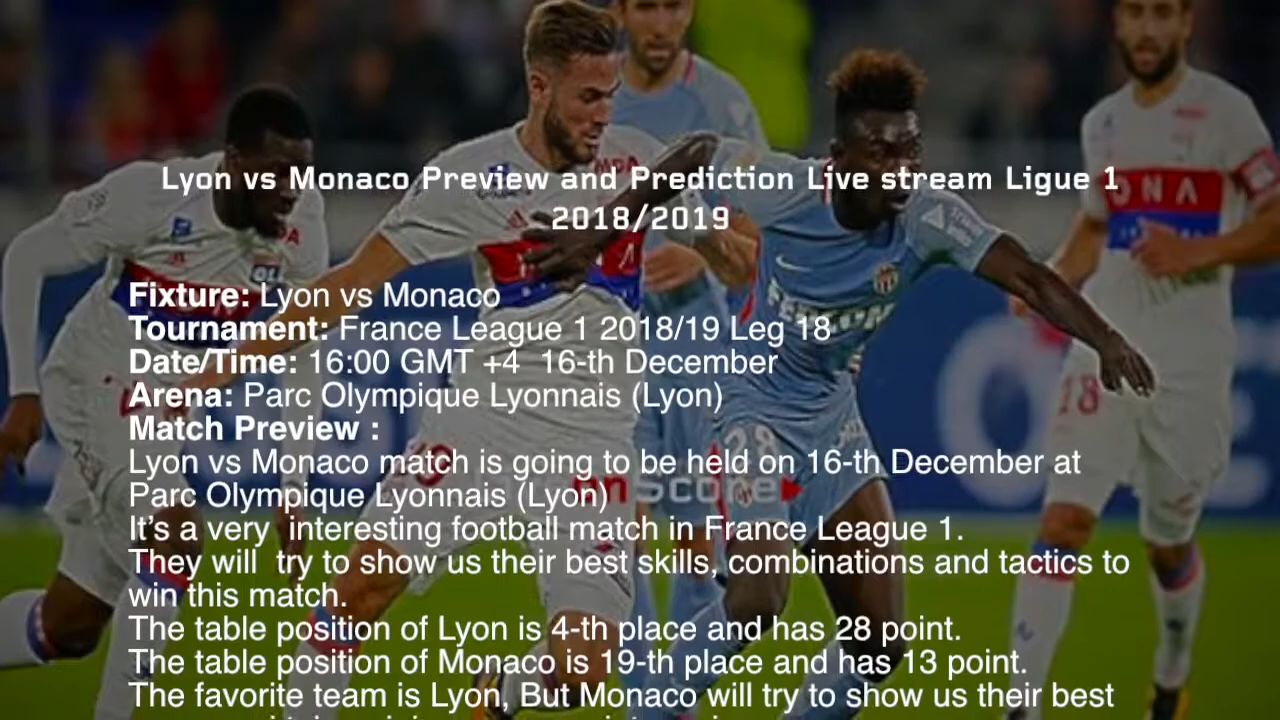 Lyon vs Monaco Preview and Prediction Live stream Ligue 1
2018/2019
Fixture: Lyon vs Monaco
Tournament: France League 1 2018/19 Leg 18
Date/Time: 16:00 GMT +4  16-th December
Arena: Parc Olympique Lyonnais (Lyon)
Match Preview :
Lyon vs Monaco match is going to be held on 16-th December at
Parc Olympique Lyonnais (Lyon)
It's a very  interesting football match in France League 1.
They will  try to show us their best skills, combinations and tactics to
win this match.
The table position of Lyon is 4-th place and has 28 point.
The table position of Monaco is 19-th place and has 13 point.
The favorite team is Lyon, But Monaco will try to show us their best
Score
OL
28
18